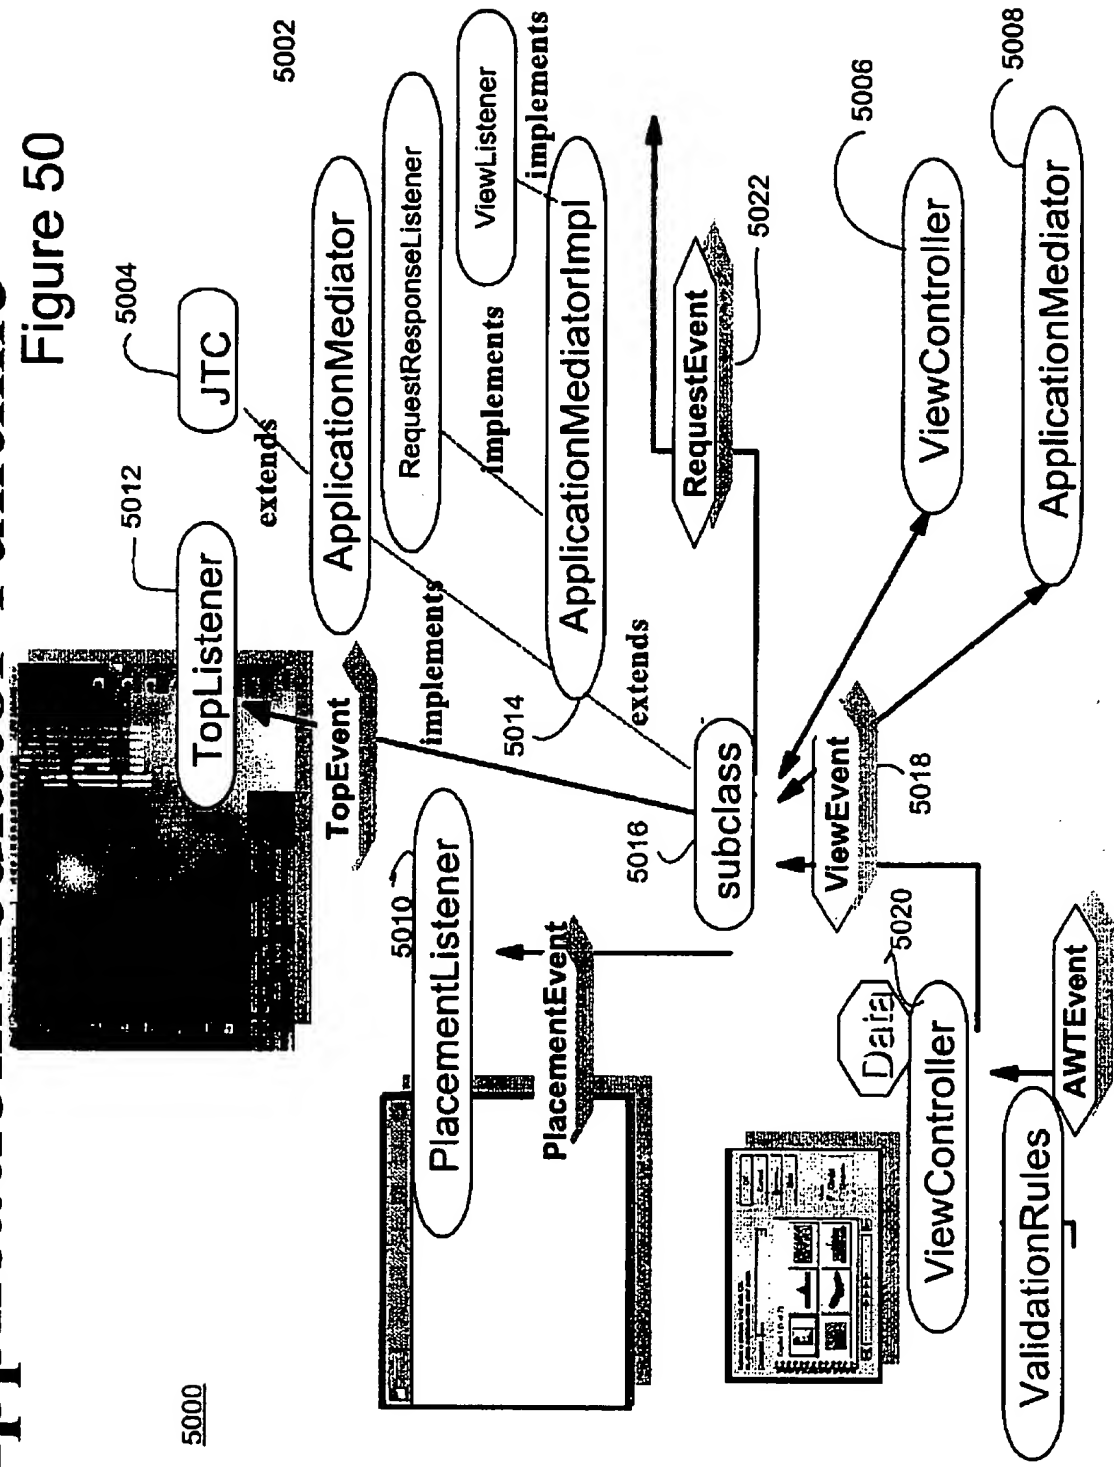 Figure 50
5000
5002
5004
JTC
5012
TopListener
extends
ApplicationMediator
RequestResponseListener
ViewListener
implements
implements
implements
TopEvent
5010
PlacementListener
5014
ApplicationMediatorImpl
extends
PlacementEvent
5016
subclass
RequestEvent
5022
5006
ViewController
5008
ApplicationMediator
ViewEvent
5018
5020
Data
ViewController
AWTEvent
ValidationRules